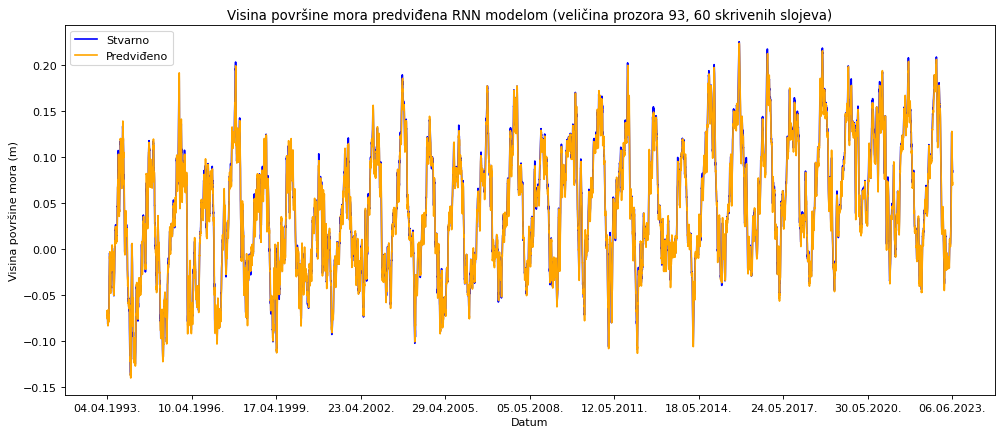 Visina površine mora predviđena RNN modelom (veličina prozora 93, 60 skrivenih slojeva)
Stvarno
Predviđeno
Visina površine mora (m)
0.20
0.15
0.10
0.05
0.00
−0.05
−0.10
−0.15
04.04.1993. 10.04.1996. 17.04.1999. 23.04.2002. 29.04.2005. 05.05.2008. 12.05.2011. 18.05.2014. 24.05.2017. 30.05.2020. 06.06.2023.
Datum